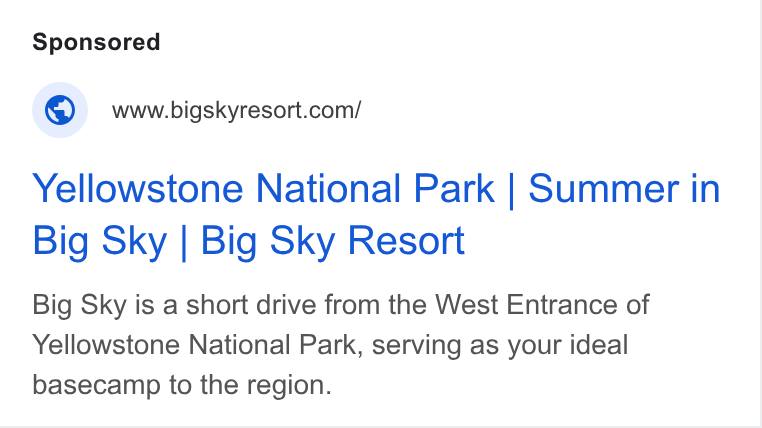 Sponsored
www.bigskyresort.com/
Yellowstone National Park | Summer in
Big Sky | Big Sky Resort
Big Sky is a short drive from the West Entrance of
Yellowstone National Park, serving as your ideal
basecamp to the region.